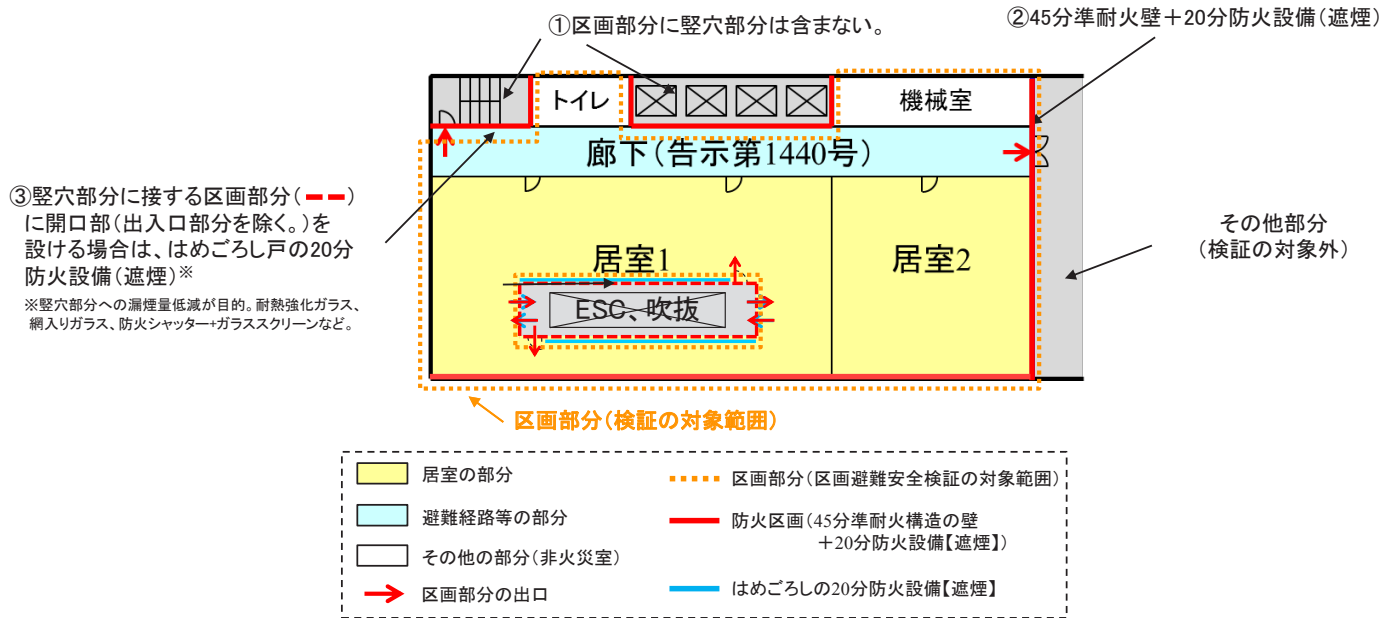 ①区画部分に竪穴部分は含まない。
②45分準耐火壁＋20分防火設備(遮煙)
トイレ
機械室
廊下(告示第1440号)
③竪穴部分に接する区画部分(　　)
に開口部(出入口部分を除く。)を
設ける場合は、はめごろし戸の20分
防火設備(遮煙)※
※竪穴部分への漏煙量低減が目的。耐熱強化ガラス、
網入りガラス、防火シャッター+ガラススクリーンなど。
居室1
居室2
ESC、吹抜
その他部分
(検証の対象外)
区画部分(検証の対象範囲)
居室の部分
避難経路等の部分
その他の部分(非火災室)
区画部分の出口
区画部分(区画避難安全検証の対象範囲)
防火区画(45分準耐火構造の壁
＋20分防火設備【遮煙】)
はめごろしの20分防火設備【遮煙】